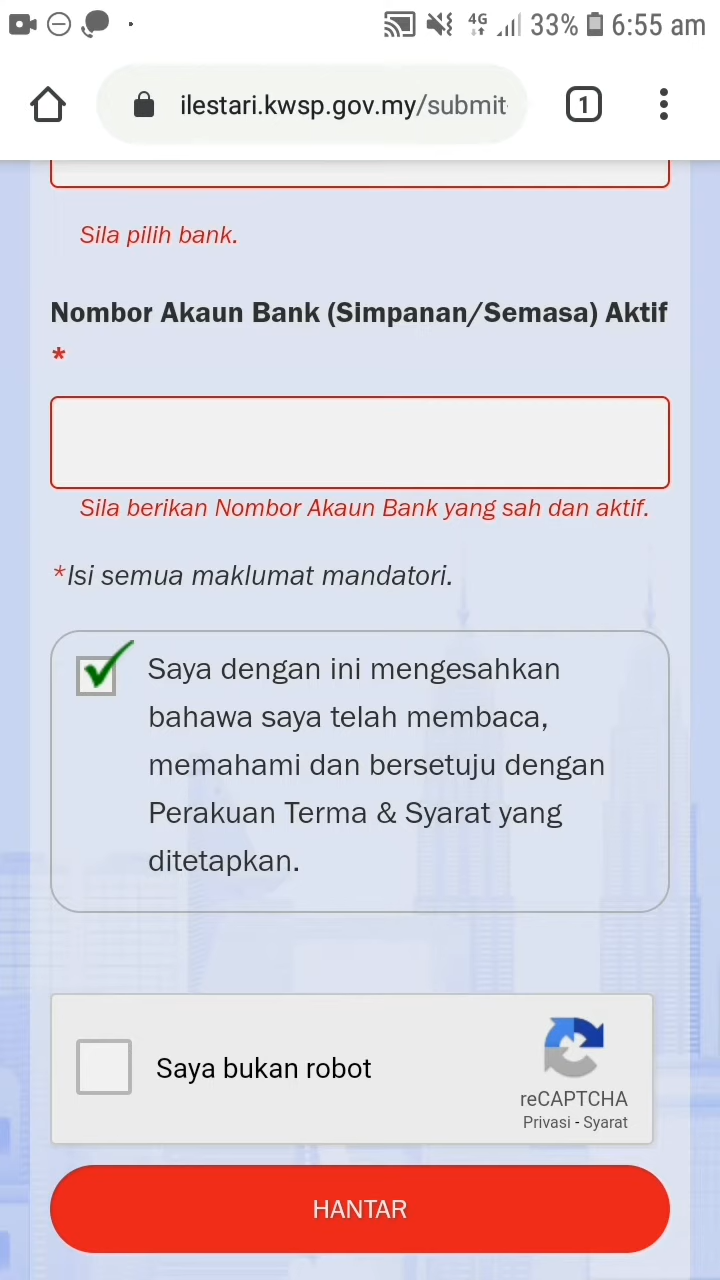 4G 33% 6:55 am
ilestari.kwsp.gov.my/submit
1
Sila pilih bank.
Nombor Akaun Bank (Simpanan/Semasa) Aktif
*
Sila berikan Nombor Akaun Bank yang sah dan aktif.
*Isi semua maklumat mandatori.
Saya dengan ini mengesahkan
bahawa saya telah membaca,
memahami dan bersetuju dengan
Perakuan Terma & Syarat yang
ditetapkan.
Saya bukan robot
reCAPTCHA
Privasi - Syarat
HANTAR